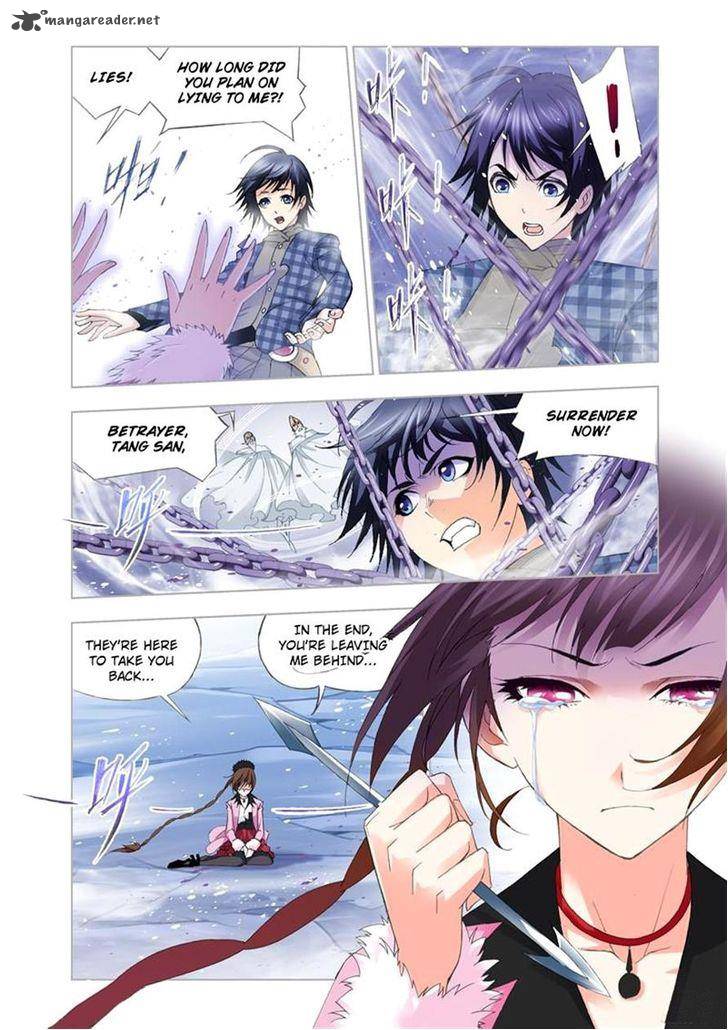 mangareader.net
LIES!
HOW LONG DID
YOU PLAN ON
LYING TO ME?!
啪!
!
咔!
咔!
咔!
BETRAYER,
TANG SAN,
SURRENDER
NOW!
呼
THEY'RE HERE
TO TAKE YOU
BACK...
IN THE END,
YOU'RE LEAVING
ME BEHIND...
呼